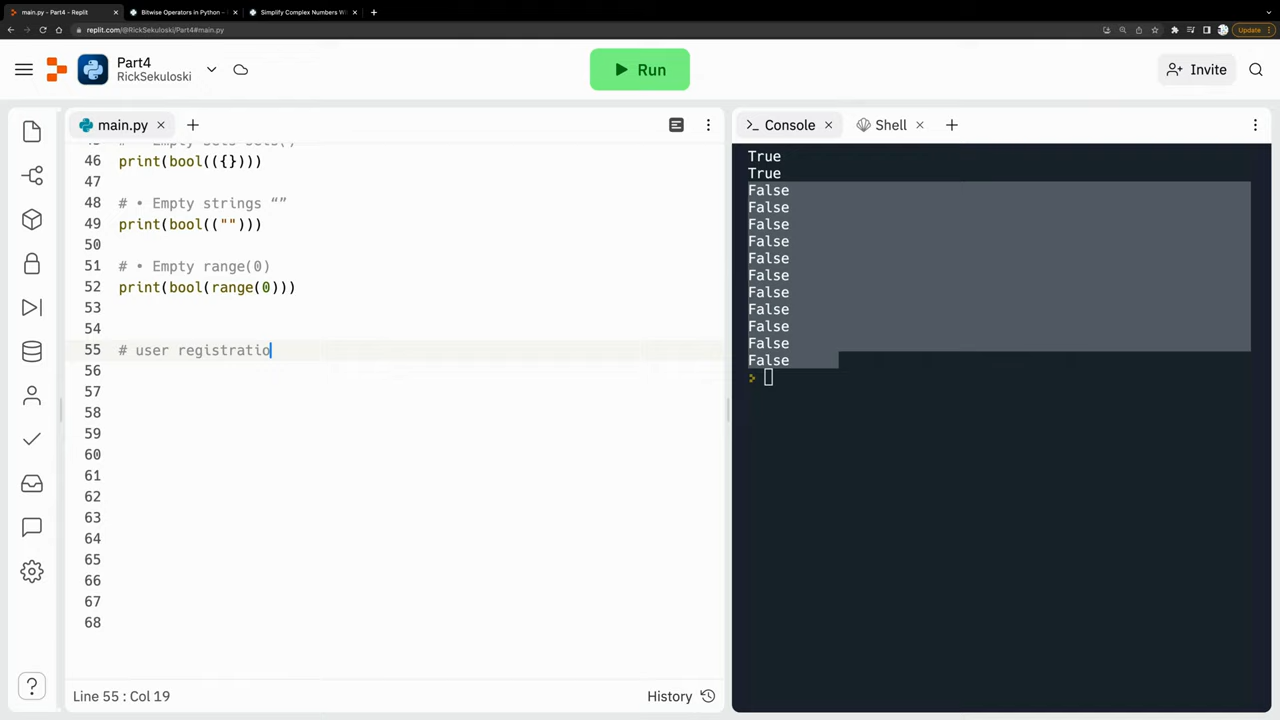 main.py - Part4 - Replit
Bitwise Operators in Python –
Simplify Complex Numbers W
replit.com/@RickSekuloski/Part4#main.py
Update
Part4
RickSekuloski
Run
Invite
main.py
46 print(bool(({})))
47
48 # • Empty strings “”
49 print(bool(("")))
50
51 # • Empty range(0)
52 print(bool(range(0)))
53
54
55 # user registratio
56
57
58
59
60
61
62
63
64
65
66
67
68
Line 55 : Col 19
History
Console
Shell
True
True
False
False
False
False
False
False
False
False
False
False
False